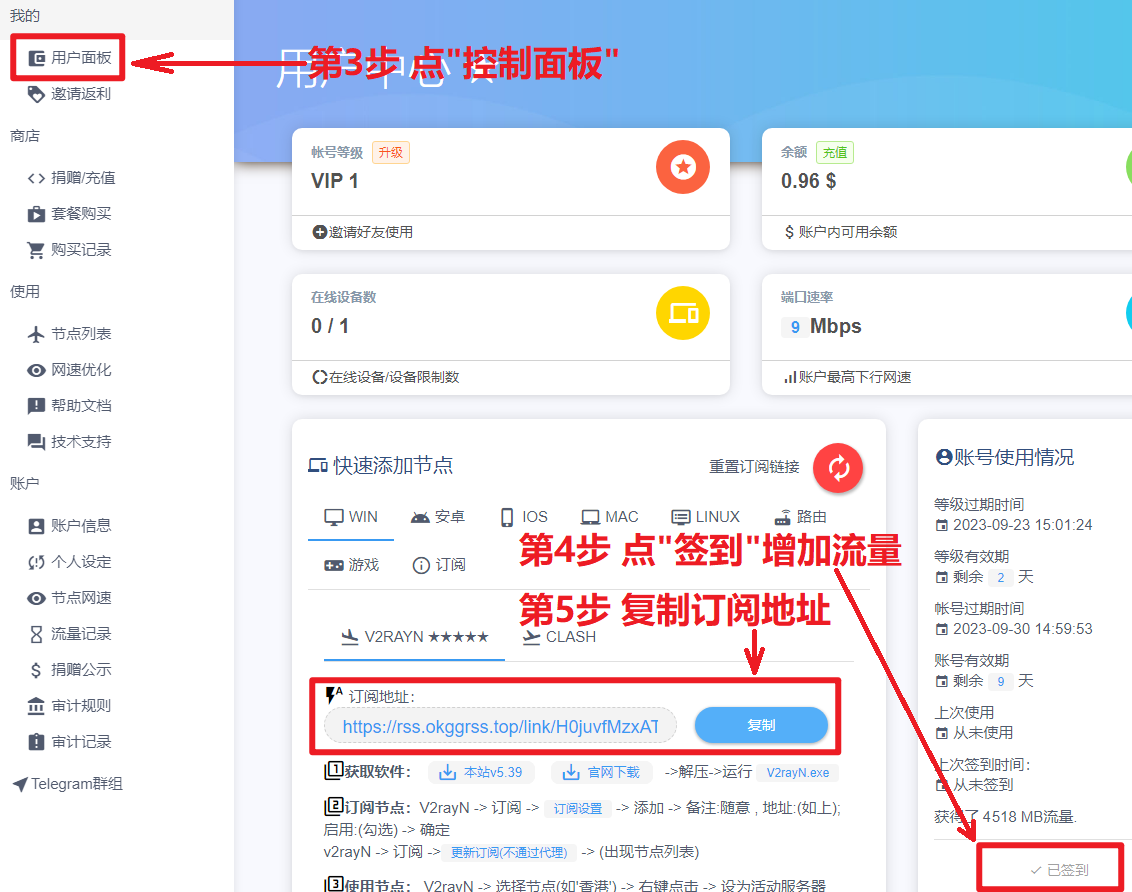 我的
用户面板
邀请返利
商店
捐赠/充值
套餐购买
购买记录
使用
节点列表
网速优化
帮助文档
技术支持
账户
账户信息
个人设定
节点网速
流量记录
捐赠公示
审计规则
审计记录
Telegram群组
第3步 点"控制面板"
用户中心
帐号等级 升级
VIP 1
邀请好友使用
余额 充值
0.96 $
账户内可用余额
在线设备数
0 / 1
在线设备/设备限制数
端口速率
9 Mbps
账户最高下行网速
快速添加节点
重置订阅链接
WIN 安卓 IOS MAC LINUX 路由
游戏 订阅
第4步 点"签到"增加流量
第5步 复制订阅地址
V2RAYN ★★★★★ CLASH
订阅地址:
https://rss.okggrss.top/link/H0juvfMzxAT
复制
1获取软件: 本站v5.39 官网下载 ->解压->运行 V2rayN.exe
2订阅节点: V2rayN -> 订阅 -> 订阅设置 -> 添加 -> 备注:随意 , 地址:(如上);
启用:(勾选) -> 确定
v2rayN -> 订阅 -> 更新订阅(不通过代理) -> (出现节点列表)
3使用节点: V2rayN -> 选择节点(如'香港') -> 右键点击 -> 设为活动服务器
账号使用情况
等级过期时间
2023-09-23 15:01:24
等级有效期
剩余 2 天
帐号过期时间
2023-09-30 14:59:53
账号有效期
剩余 9 天
上次使用
从未使用
上次签到时间:
从未签到
获得了 4518 MB流量.
已签到